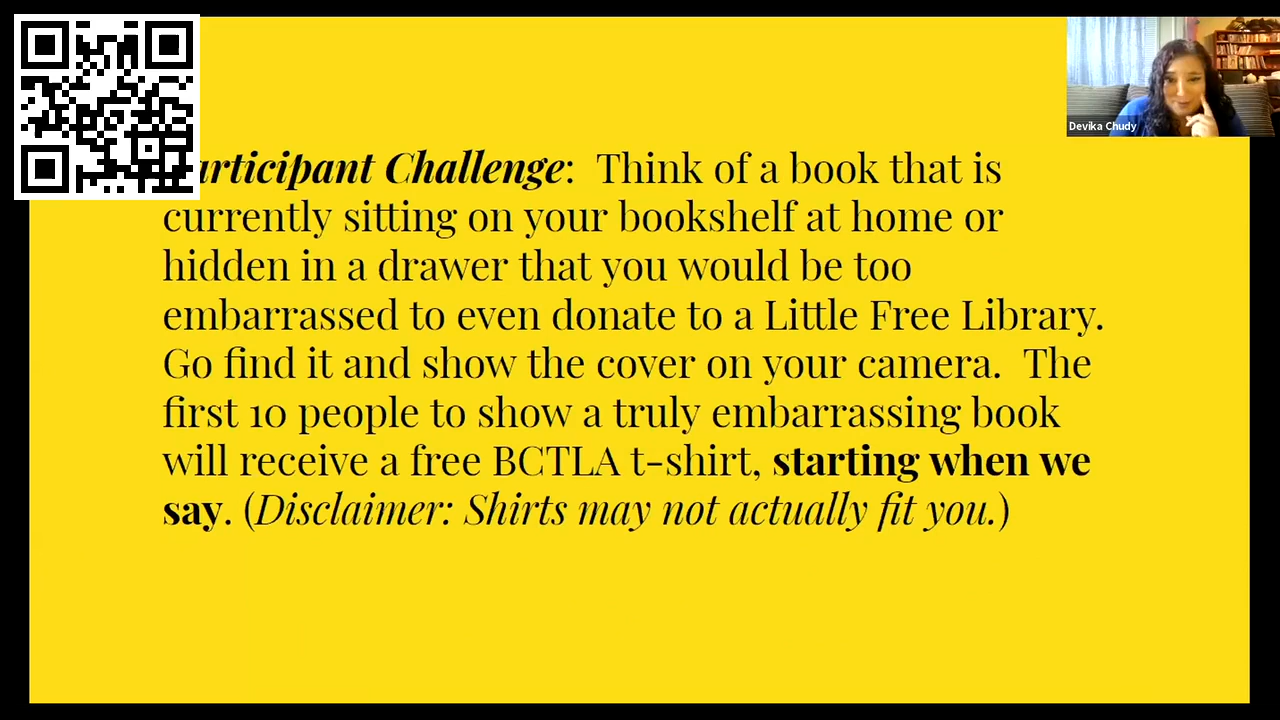 Devika Chudy
articipant Challenge: Think of a book that is
currently sitting on your bookshelf at home or
hidden in a drawer that you would be too
embarrassed to even donate to a Little Free Library.
Go find it and show the cover on your camera. The
first 10 people to show a truly embarrassing book
will receive a free BCTLA t-shirt, starting when we
say. (Disclaimer: Shirts may not actually fit you.)